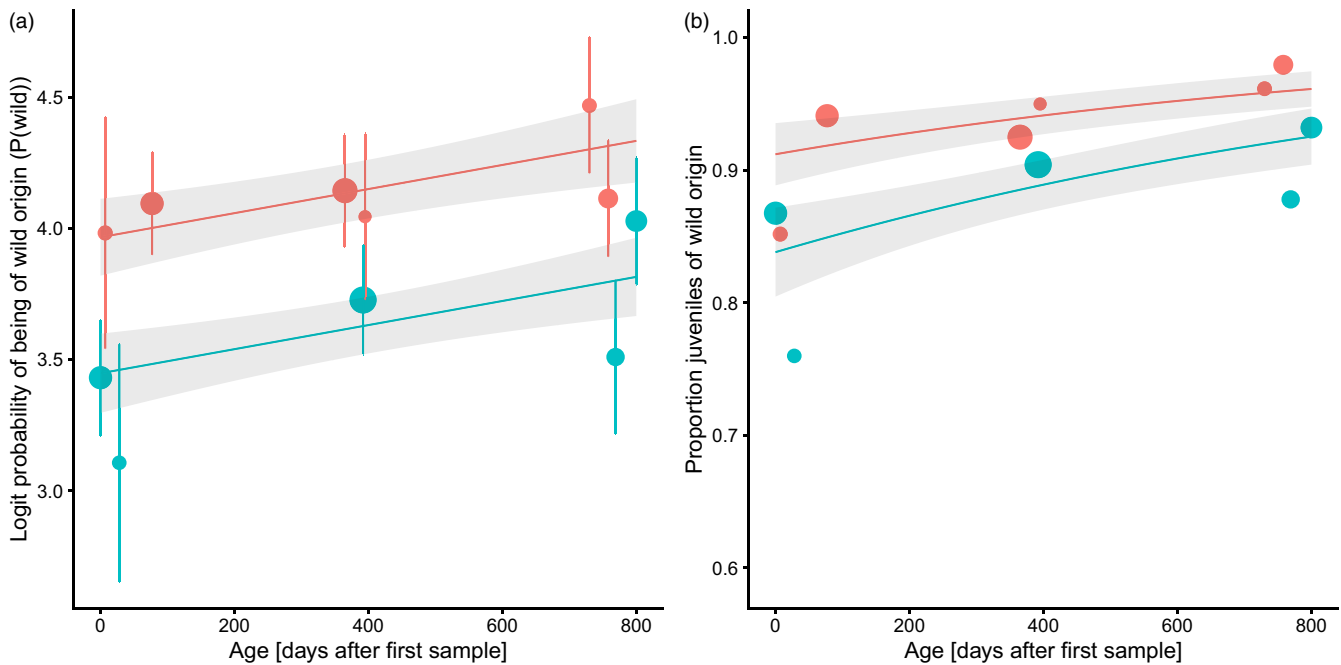 (a)
Logit probability of being of wild origin (P(wild))
4.5
4.0
3.5
3.0
0 200 400 600 800
Age [days after first sample]
(b)
Proportion juveniles of wild origin
1.0
0.9
0.8
0.7
0.6
0 200 400 600 800
Age [days after first sample]